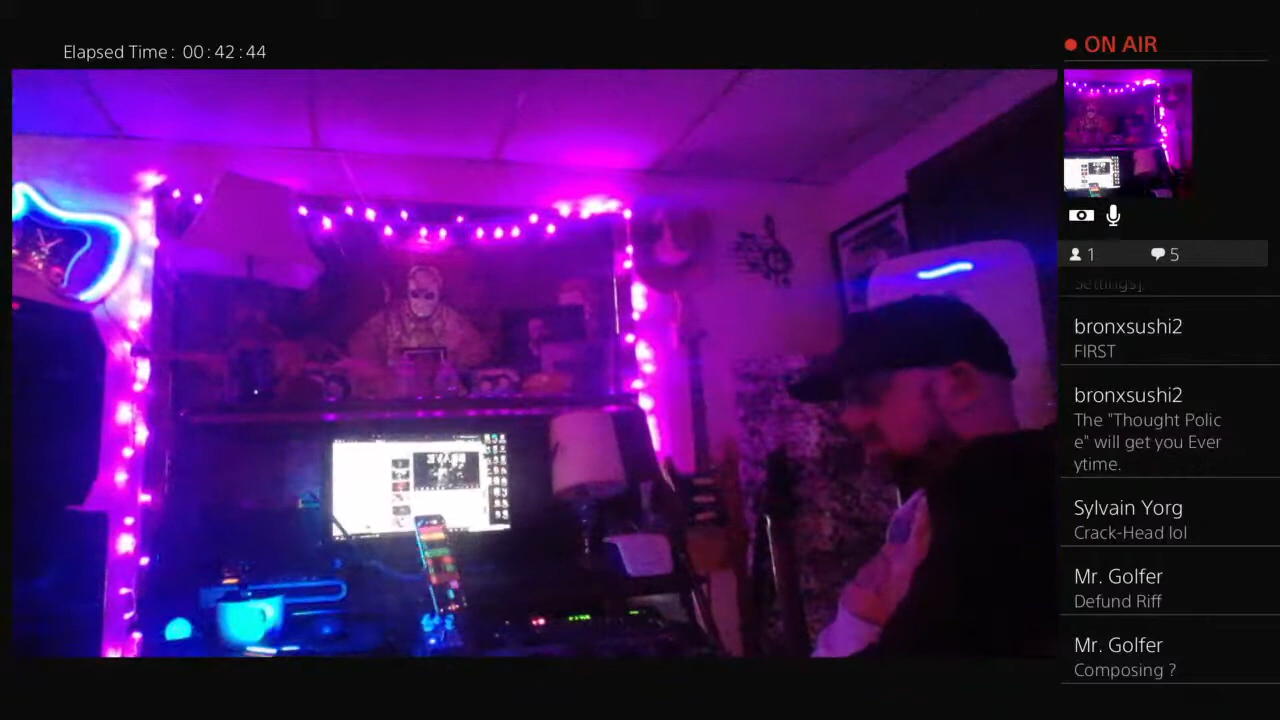 Elapsed Time: 00:42:44
ON AIR
1
5
Settings].
bronxsushi2
FIRST
bronxsushi2
The "Thought Polic
e" will get you Ever
ytime.
Sylvain Yorg
Crack-Head lol
Mr. Golfer
Defund Riff
Mr. Golfer
Composing ?